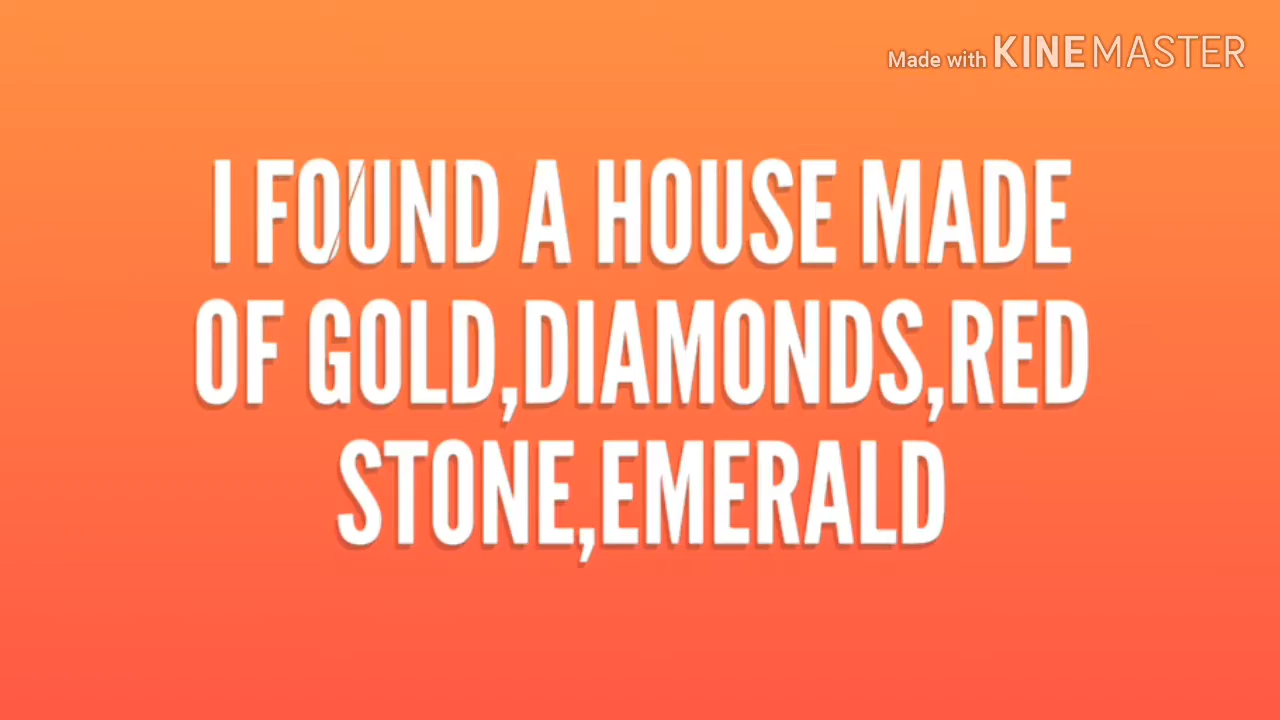 Made with KINEMASTER
I FOUND A HOUSE MADE
OF GOLD,DIAMONDS,RED
STONE,EMERALD